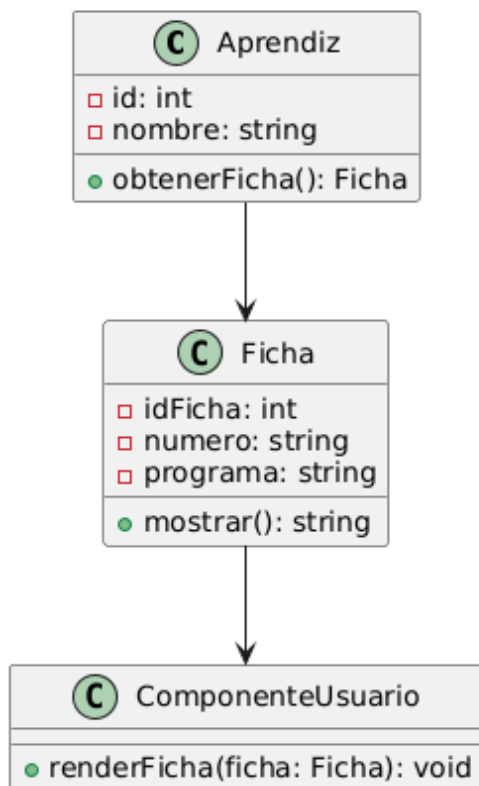 C Aprendiz
id: int
nombre: string
obtenerFicha(): Ficha
C Ficha
idFicha: int
numero: string
programa: string
mostrar(): string
C ComponenteUsuario
renderFicha(ficha: Ficha): void